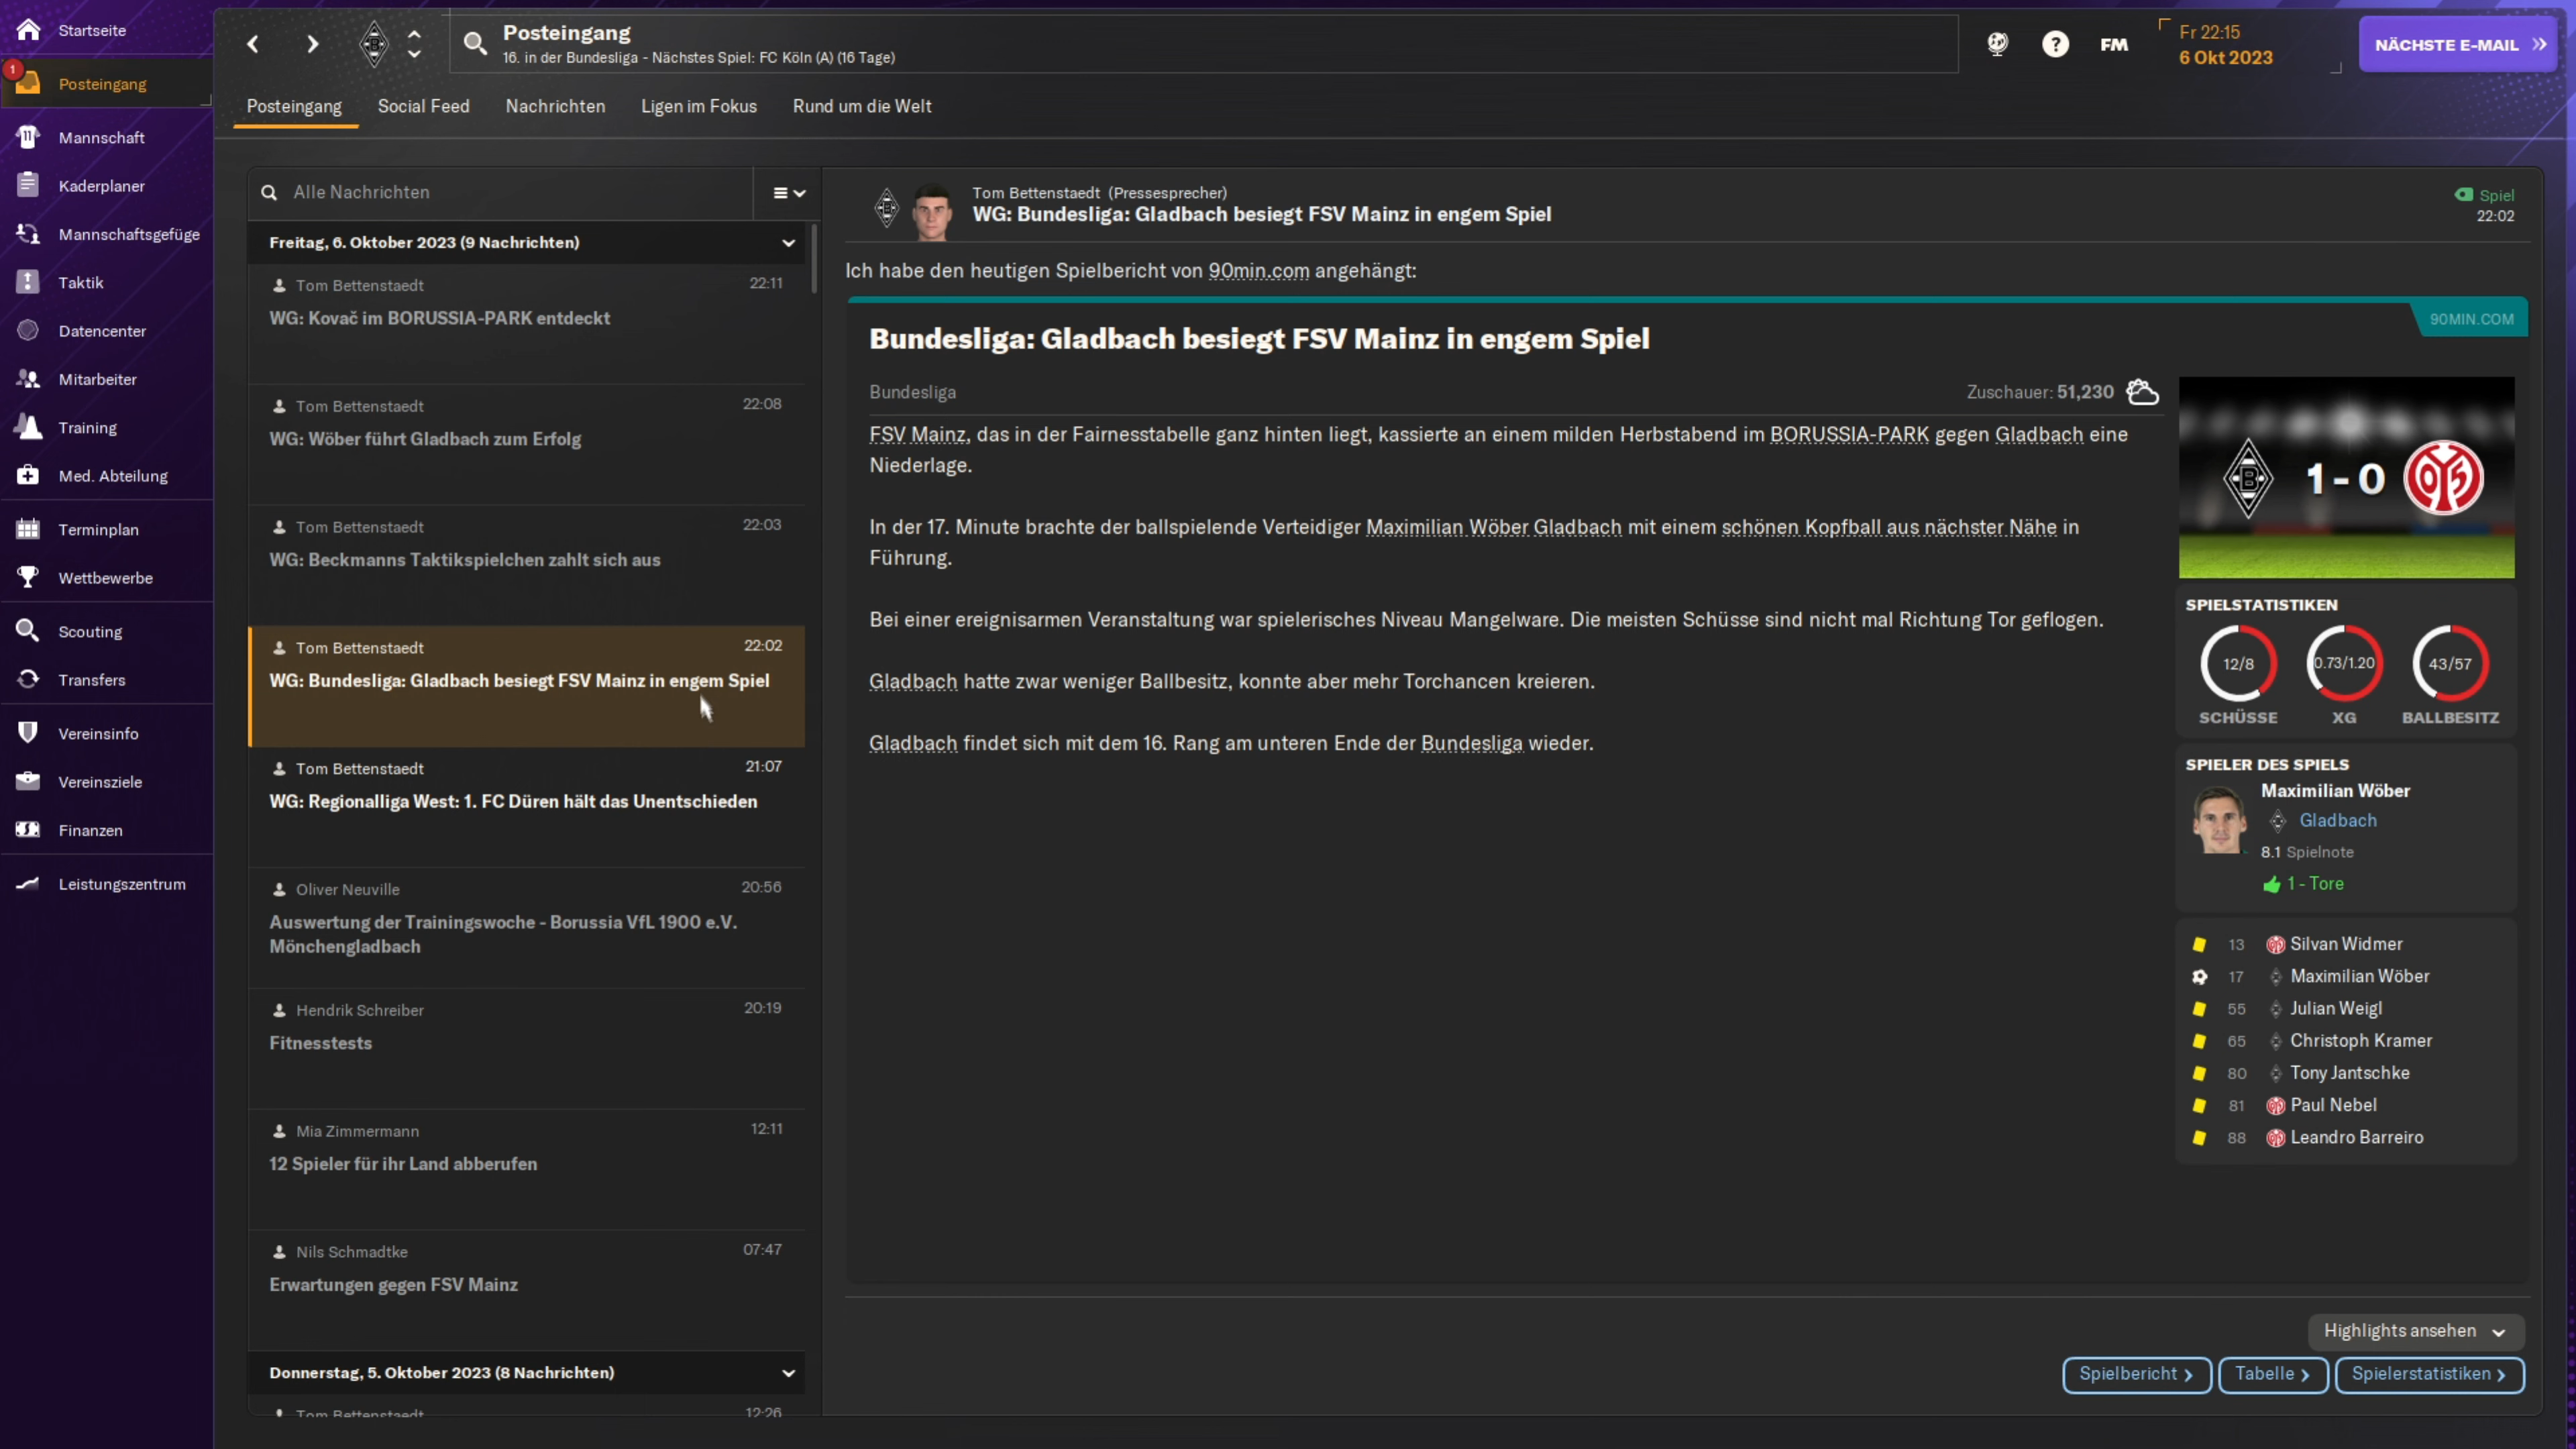 Startseite
1
Posteingang
Mannschaft
Kaderplaner
Mannschaftsgefüge
Taktik
Datencenter
Mitarbeiter
Training
Med. Abteilung
Terminplan
Wettbewerbe
Scouting
Transfers
Vereinsinfo
Vereinsziele
Finanzen
Leistungszentrum
Posteingang
16. in der Bundesliga - Nächstes Spiel: FC Köln (A) (16 Tage)
?
FM
Fr 22:15
6 Okt 2023
NÄCHSTE E-MAIL
Posteingang Social Feed Nachrichten Ligen im Fokus Rund um die Welt
Alle Nachrichten
Freitag, 6. Oktober 2023 (9 Nachrichten)
Tom Bettenstaedt 22:11
WG: Kovač im BORUSSIA-PARK entdeckt
Tom Bettenstaedt 22:08
WG: Wöber führt Gladbach zum Erfolg
Tom Bettenstaedt 22:03
WG: Beckmanns Taktikspielchen zahlt sich aus
Tom Bettenstaedt 22:02
WG: Bundesliga: Gladbach besiegt FSV Mainz in engem Spiel
Tom Bettenstaedt 21:07
WG: Regionalliga West: 1. FC Düren hält das Unentschieden
Oliver Neuville 20:56
Auswertung der Trainingswoche - Borussia VfL 1900 e.V.
Mönchengladbach
Hendrik Schreiber 20:19
Fitnesstests
Mia Zimmermann 12:11
12 Spieler für ihr Land abberufen
Nils Schmadtke 07:47
Erwartungen gegen FSV Mainz
Donnerstag, 5. Oktober 2023 (8 Nachrichten)
Tom Bettenstaedt 12:26
Tom Bettenstaedt (Pressesprecher)
WG: Bundesliga: Gladbach besiegt FSV Mainz in engem Spiel
Spiel
22:02
Ich habe den heutigen Spielbericht von 90min.com angehängt:
90MIN.COM
Bundesliga: Gladbach besiegt FSV Mainz in engem Spiel
Bundesliga Zuschauer: 51,230
FSV Mainz, das in der Fairnesstabelle ganz hinten liegt, kassierte an einem milden Herbstabend im BORUSSIA-PARK gegen Gladbach eine
Niederlage.
In der 17. Minute brachte der ballspielende Verteidiger Maximilian Wöber Gladbach mit einem schönen Kopfball aus nächster Nähe in
Führung.
Bei einer ereignisarmen Veranstaltung war spielerisches Niveau Mangelware. Die meisten Schüsse sind nicht mal Richtung Tor geflogen.
Gladbach hatte zwar weniger Ballbesitz, konnte aber mehr Torchancen kreieren.
Gladbach findet sich mit dem 16. Rang am unteren Ende der Bundesliga wieder.
1 - 0
SPIELSTATISTIKEN
12/8 0.73/1.20 43/57
SCHÜSSE XG BALLBESITZ
SPIELER DES SPIELS
Maximilian Wöber
Gladbach
8.1 Spielnote
1 - Tore
13 Silvan Widmer
17 Maximilian Wöber
55 Julian Weigl
65 Christoph Kramer
80 Tony Jantschke
81 Paul Nebel
88 Leandro Barreiro
Highlights ansehen
Spielbericht Tabelle Spielerstatistiken